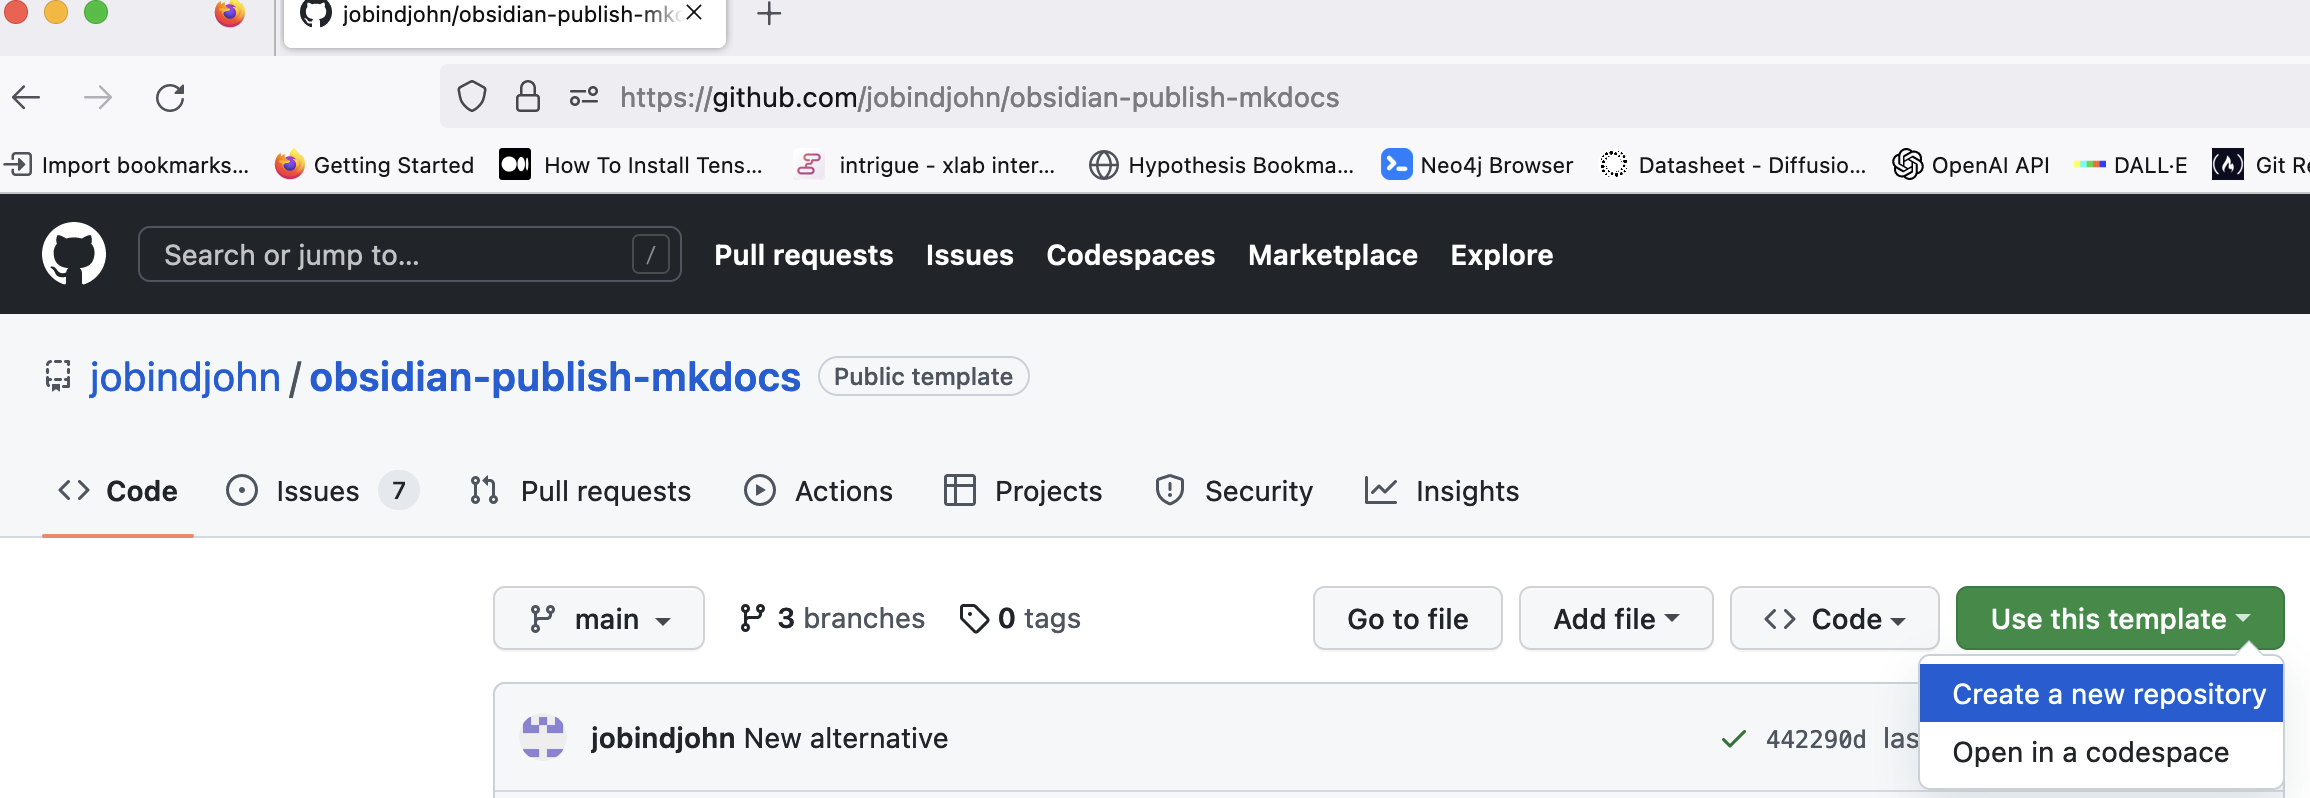 jobindjohn/obsidian-publish-mk
https://github.com/jobindjohn/obsidian-publish-mkdocs
Import bookmarks... Getting Started How To Install Tens... intrigue - xlab inter... Hypothesis Bookma... Neo4j Browser Datasheet - Diffusio... OpenAI API DALL·E Git
Search or jump to... / Pull requests Issues Codespaces Marketplace Explore
jobindjohn / obsidian-publish-mkdocs Public template
Code Issues 7 Pull requests Actions Projects Security Insights
main 3 branches 0 tags Go to file Add file Code Use this template
Create a new repository
jobindjohn New alternative 442290d las
Open in a codespace